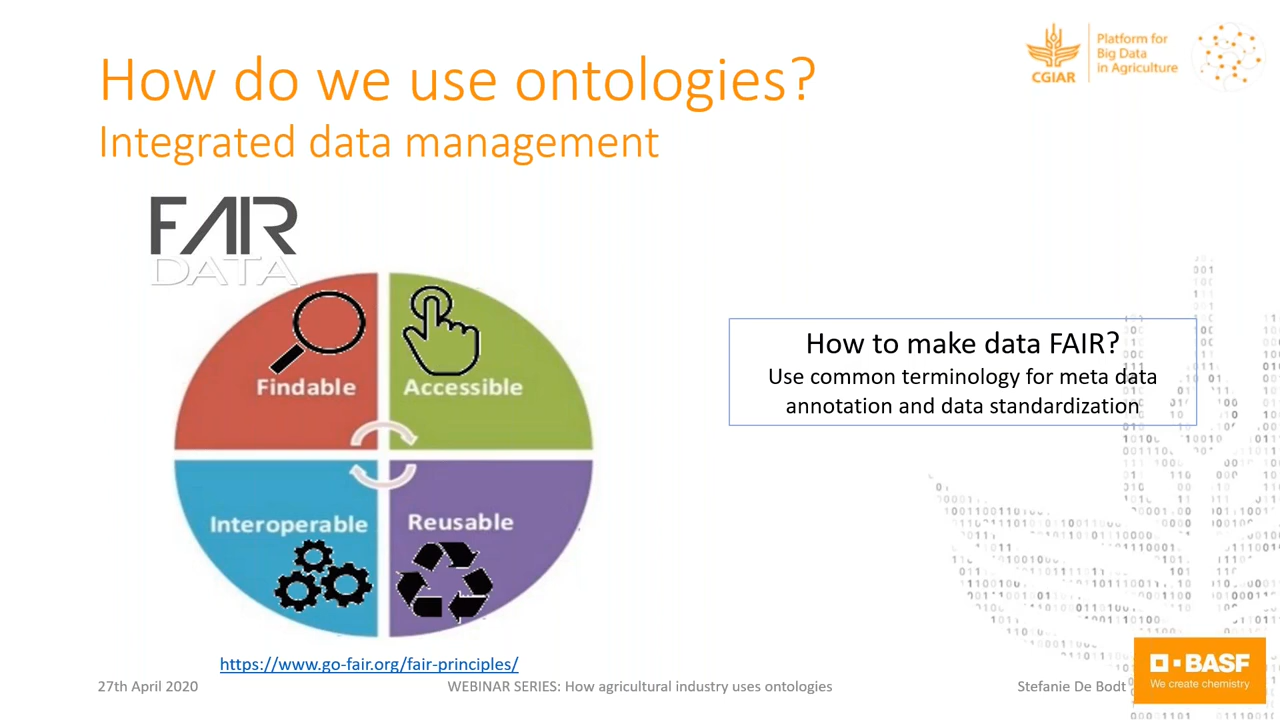 How do we use ontologies?
Integrated data management
CGIAR
Platform for
Big Data
in Agriculture
FAIR
DATA
Findable
Accessible
Interoperable
Reusable
How to make data FAIR?
Use common terminology for meta data
annotation and data standardization
https://www.go-fair.org/fair-principles/
27th April 2020
WEBINAR SERIES: How agricultural industry uses ontologies
Stefanie De Bodt
BASF
We create chemistry